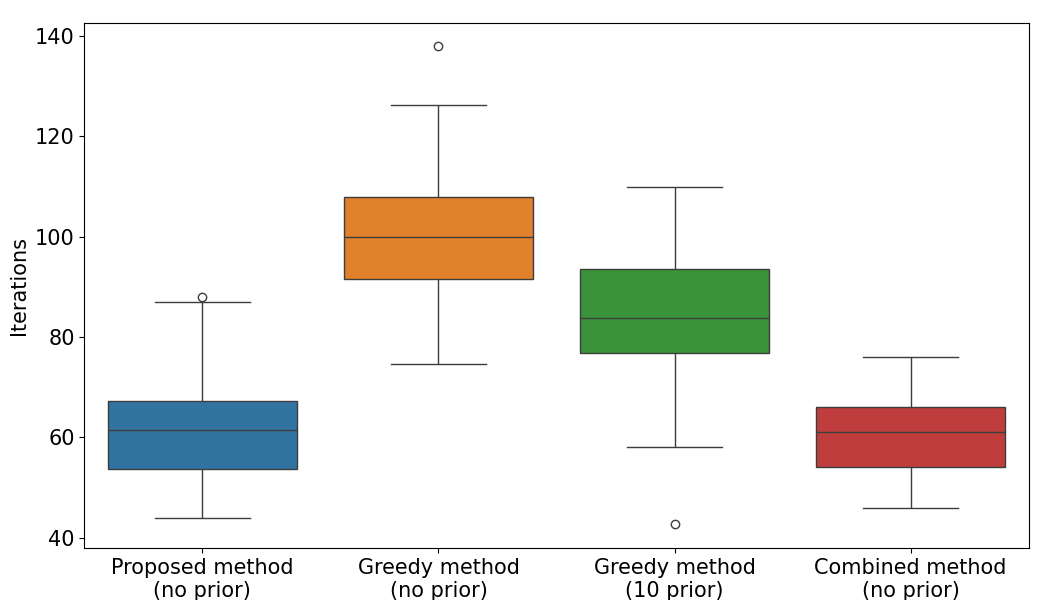 140
120
100
80
60
40
Iterations
Proposed method
(no prior)
Greedy method
(no prior)
Greedy method
(10 prior)
Combined method
(no prior)